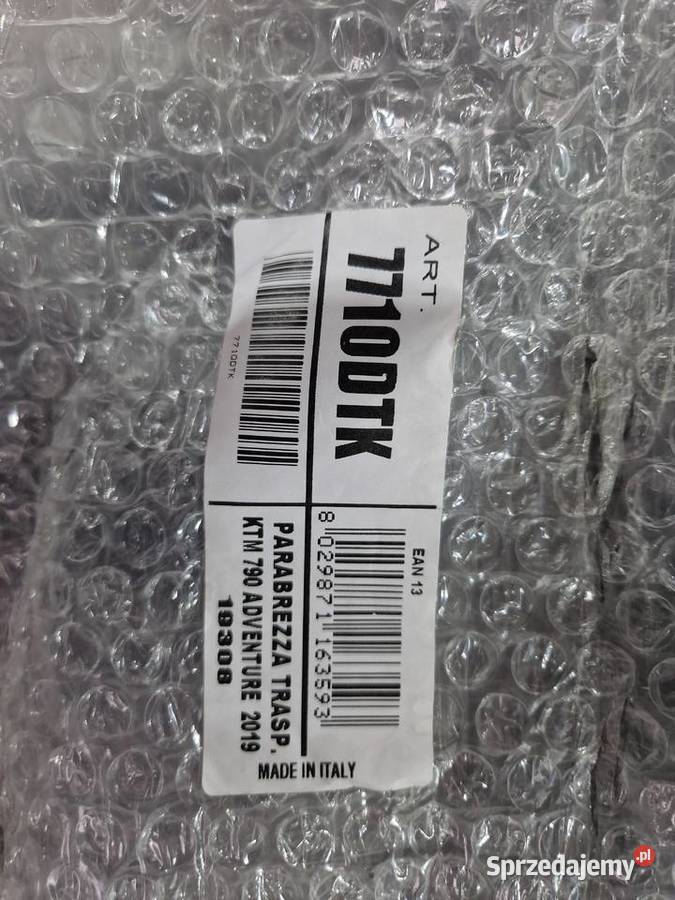 ART.
7710DTK
7710DTK
EAN 13
8 029871 163593
PARABREZZA TRASP.
KTM 790 ADVENTURE 2019
19308
MADE IN ITALY
Sprzedajemy.pl